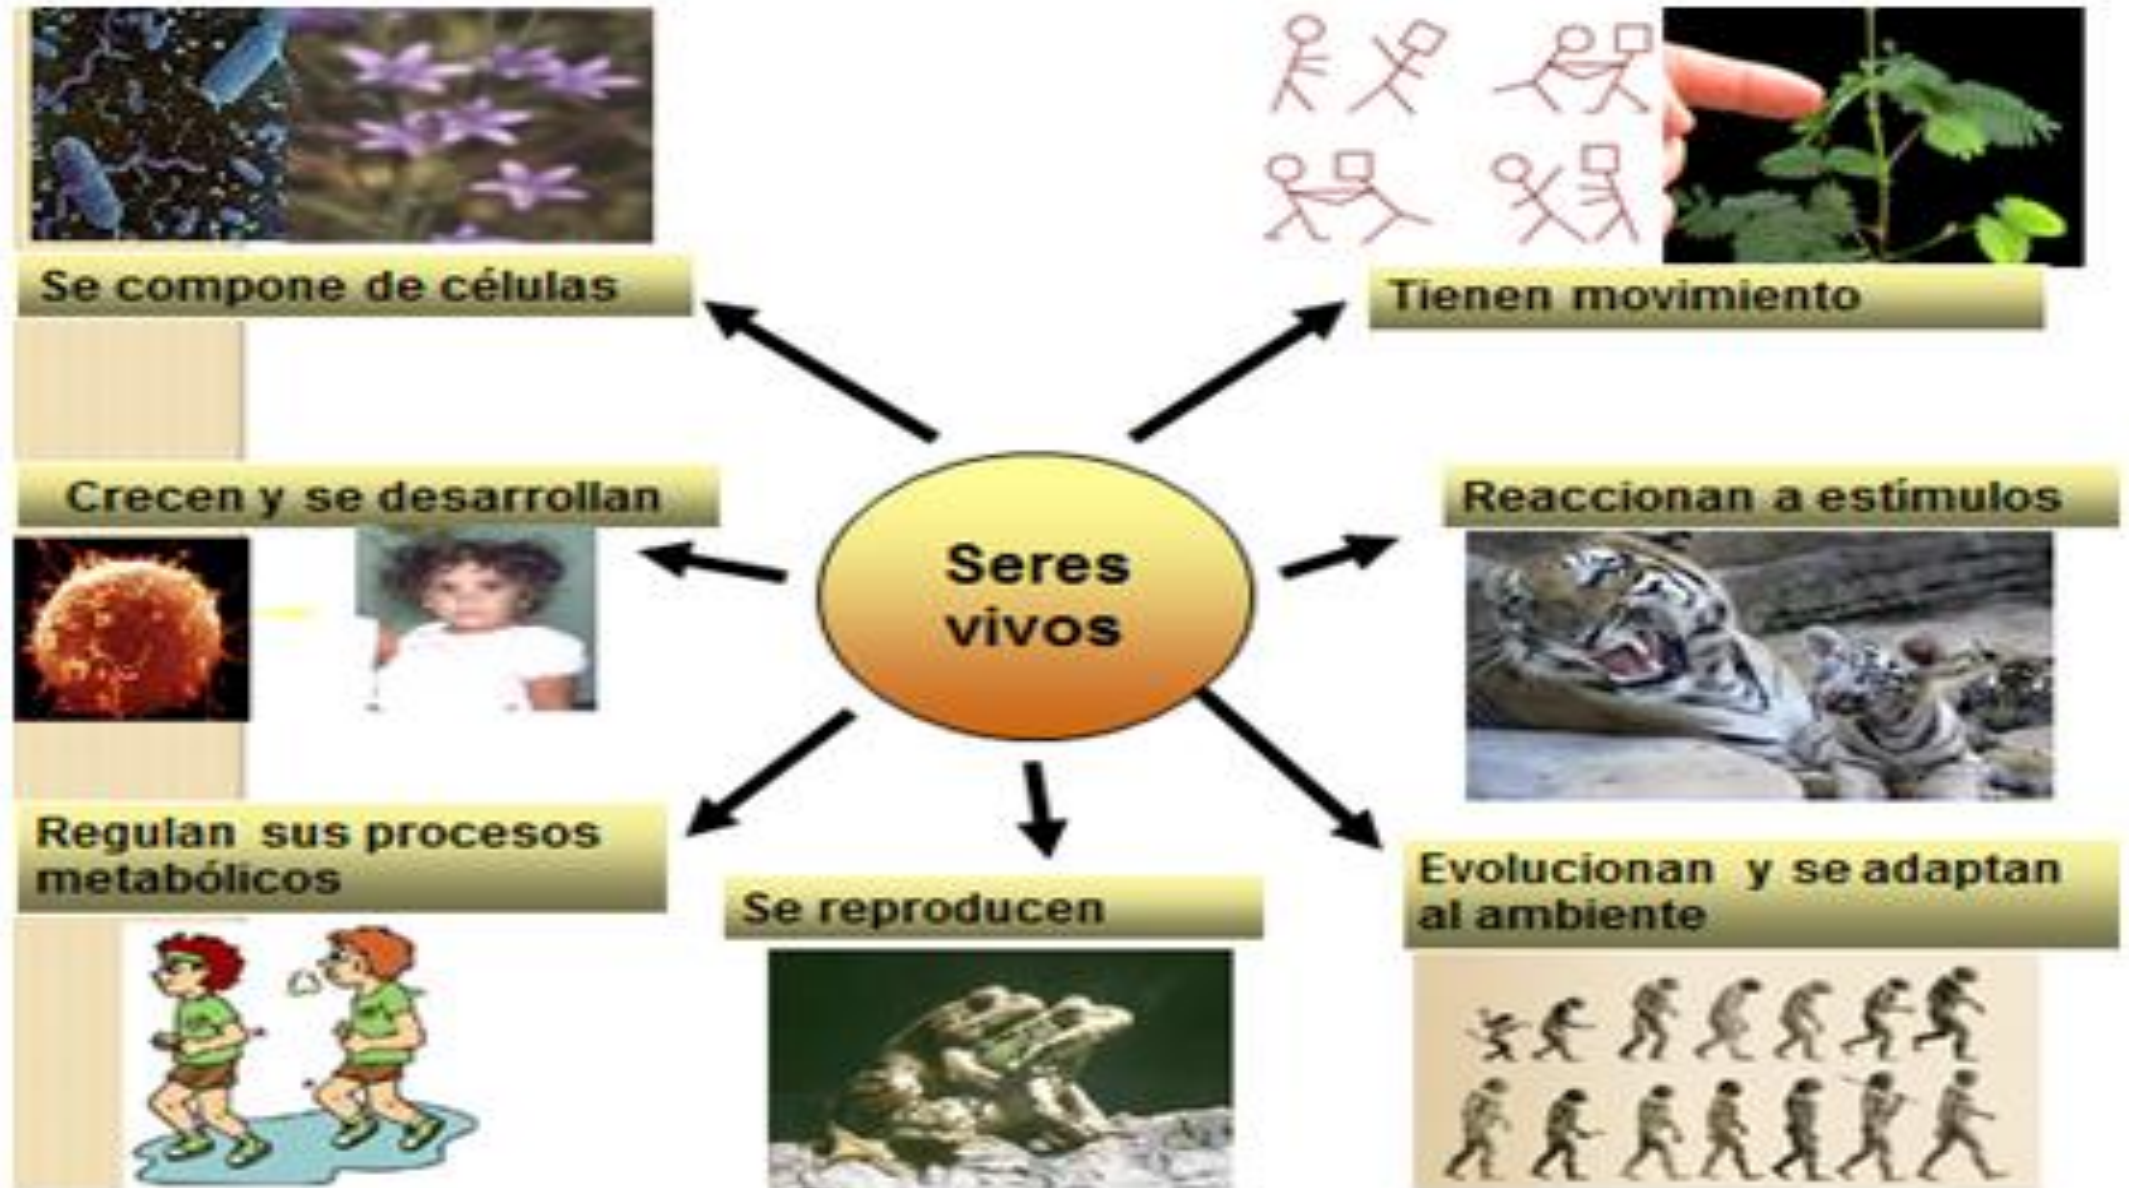 Se compone de células
Tienen movimiento
Crecen y se desarrollan
Seres
vivos
Reaccionan a estímulos
Regulan sus procesos
metabólicos
Se reproducen
Evolucionan y se adaptan
al ambiente